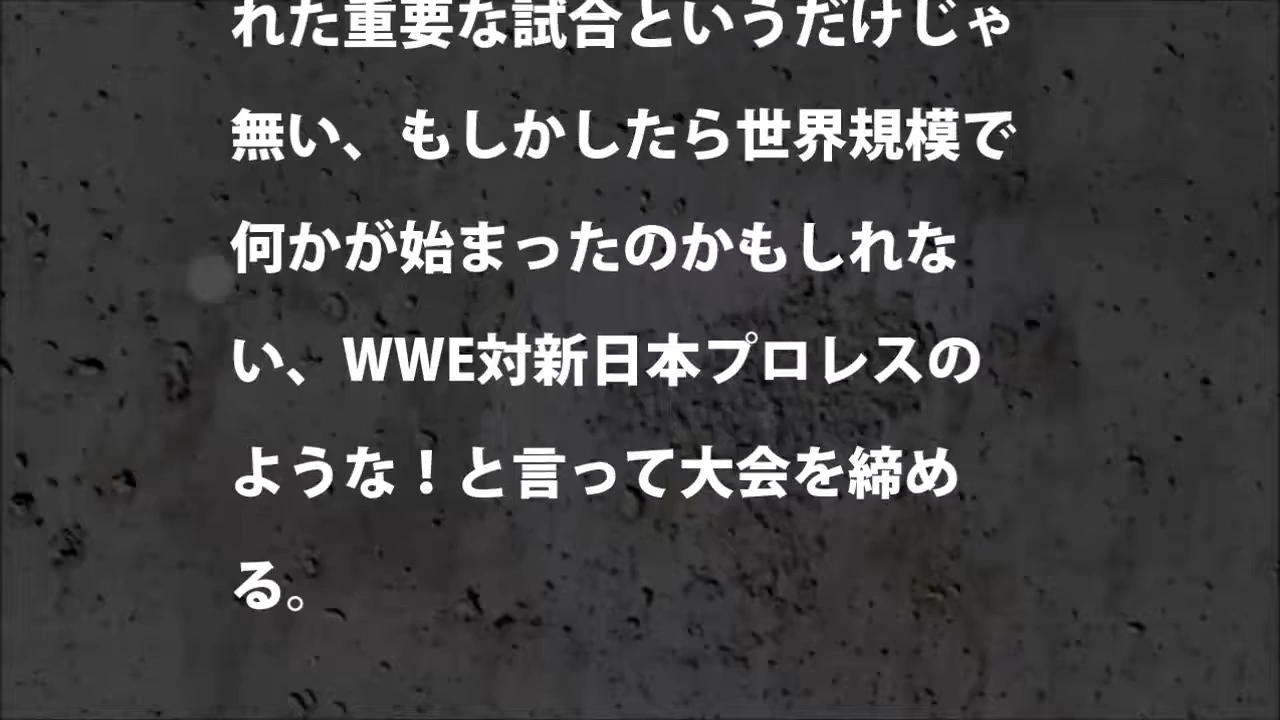 れた重要な試合というだけじゃ
無い、もしかしたら世界規模で
何かが始まったのかもしれな
い、WWE対新日本プロレスの
ような！と言って大会を締め
る。